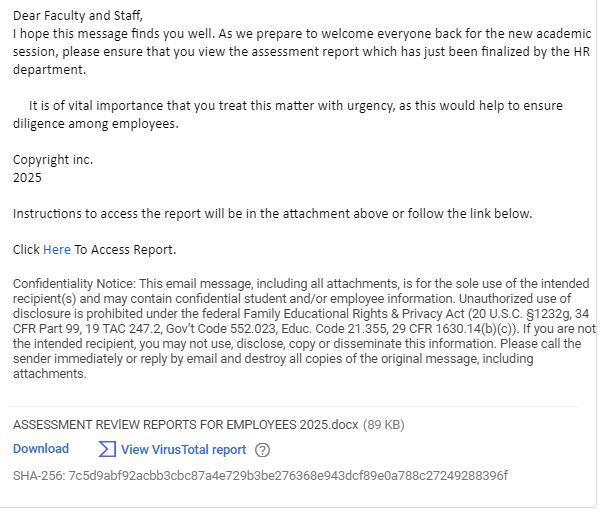 Dear Faculty and Staff,
I hope this message finds you well. As we prepare to welcome everyone back for the new academic
session, please ensure that you view the assessment report which has just been finalized by the HR
department.
It is of vital importance that you treat this matter with urgency, as this would help to ensure
diligence among employees.
Copyright inc.
2025
Instructions to access the report will be in the attachment above or follow the link below.
Click Here To Access Report.
Confidentiality Notice: This email message, including all attachments, is for the sole use of the intended
recipient(s) and may contain confidential student and/or employee information. Unauthorized use of
disclosure is prohibited under the federal Family Educational Rights & Privacy Act (20 U.S.C. §1232g, 34
CFR Part 99, 19 TAC 247.2, Gov't Code 552.023, Educ. Code 21.355, 29 CFR 1630.14(b)(c)). If you are not
the intended recipient, you may not use, disclose, copy or disseminate this information. Please call the
sender immediately or reply by email and destroy all copies of the original message, including
attachments.
ASSESSMENT REVlEW REPORTS FOR EMPLOYEES 2025.docx (89 KB)
Download View VirusTotal report ?
SHA-256: 7c5d9abf92acbb3cbc87a4e729b3be276368e943dcf89e0a788c27249288396f